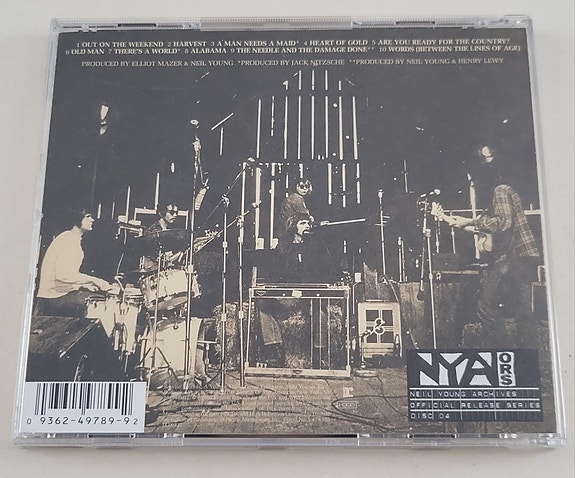 1 OUT ON THE WEEKEND 2 HARVEST 3 A MAN NEEDS A MAID* 4 HEART OF GOLD 5 ARE YOU READY FOR THE COUNTRY?
6 OLD MAN 7 THERE'S A WORLD* 8 ALABAMA 9 THE NEEDLE AND THE DAMAGE DONE** 10 WORDS (BETWEEN THE LINES OF AGE)
PRODUCED BY ELLIOT MAZER & NEIL YOUNG *PRODUCED BY JACK NITZSCHE **PRODUCED BY NEIL YOUNG & HENRY LEWY
NYA ORS
NEIL YOUNG ARCHIVES
OFFICIAL RELEASE SERIES
DISC 04
0 9362-49789-9 2